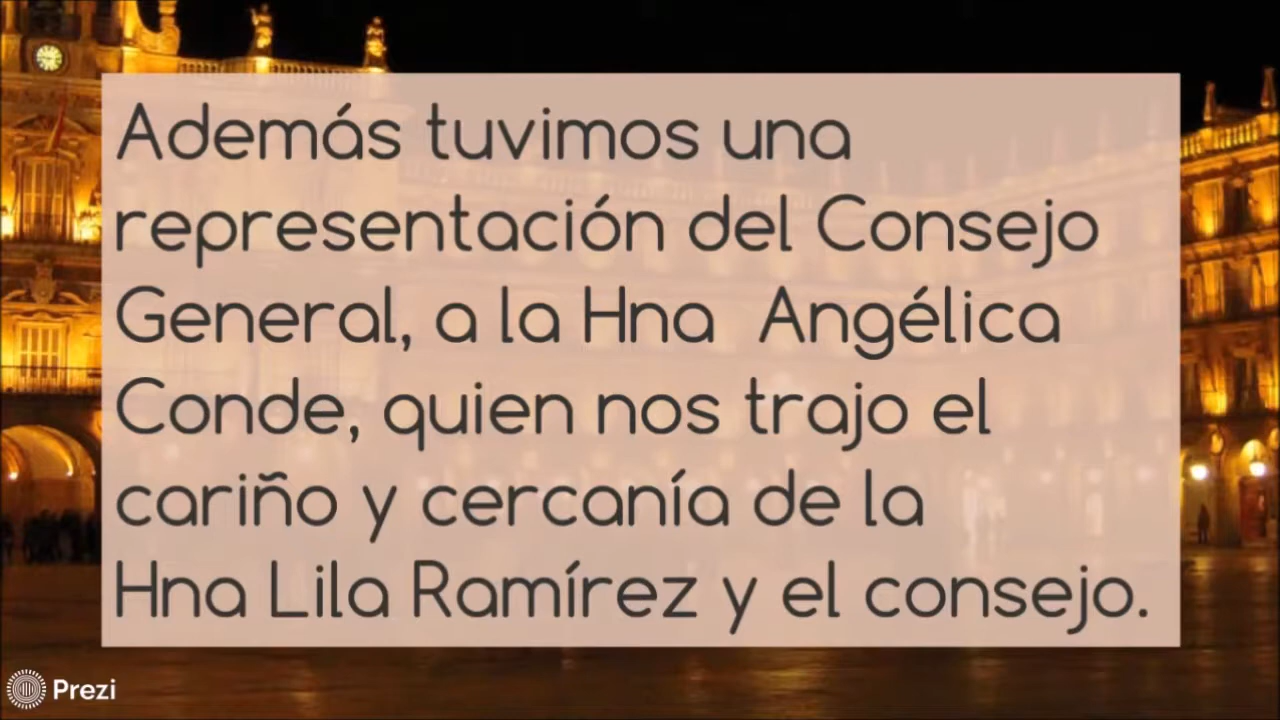 Además tuvimos una
representación del Consejo
General, a la Hna  Angélica
Conde, quien nos trajo el
cariño y cercanía de la
Hna Lila Ramírez y el consejo.
Prezi